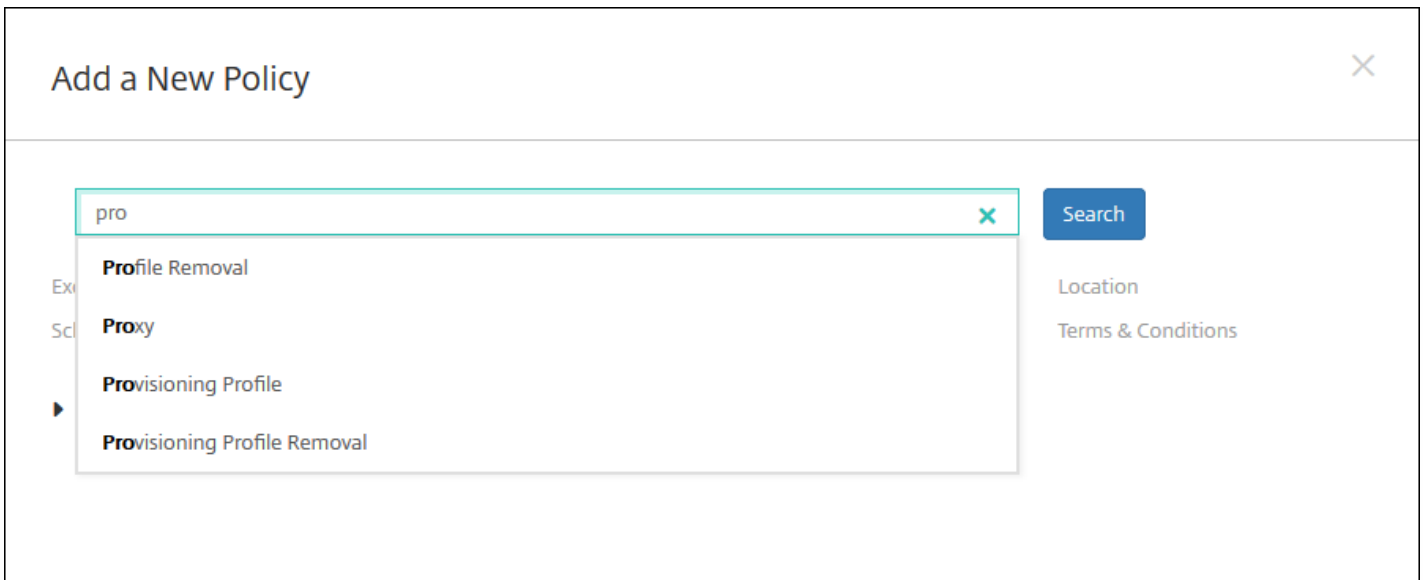 Add a New Policy
pro
Search
Profile Removal
Location
Proxy
Terms & Conditions
Provisioning Profile
Provisioning Profile Removal